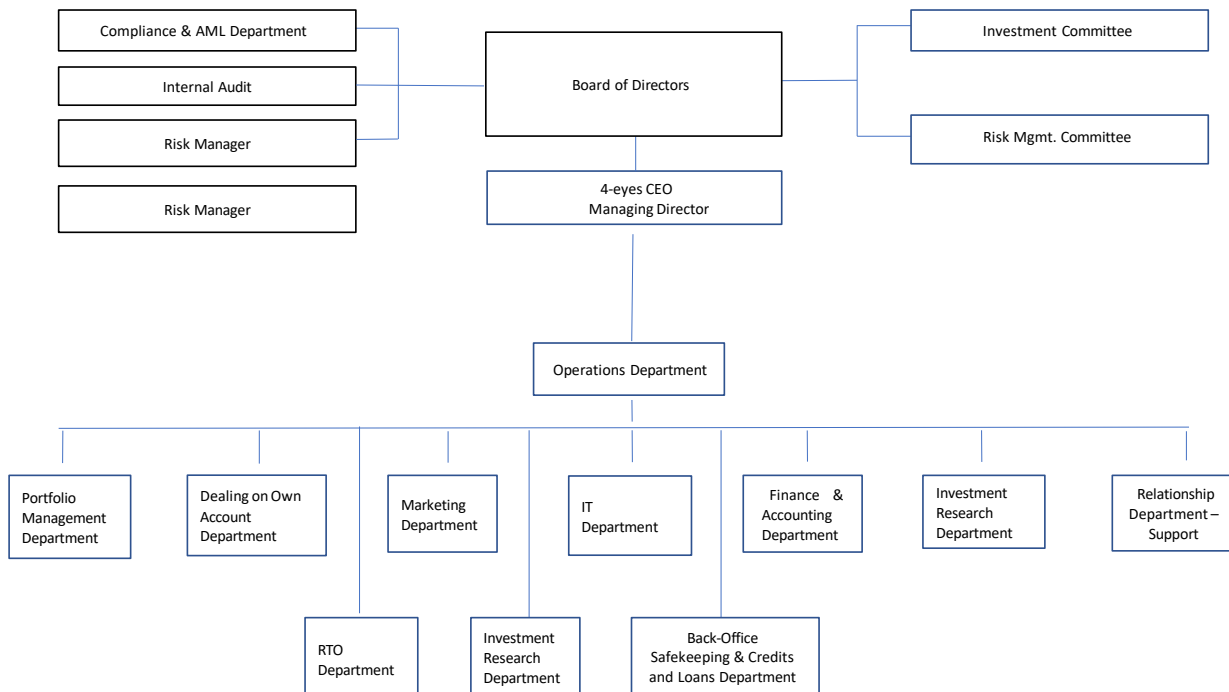 Compliance & AML Department
Internal Audit
Risk Manager
Risk Manager
Board of Directors
Investment Committee
Risk Mgmt. Committee
4-eyes CEO
Managing Director
Operations Department
Portfolio
Management
Department
Dealing on Own
Account
Department
Marketing
Department
IT
Department
Finance & 
Accounting
Department
Investment
Research
Department
Relationship
Department –
Support
RTO
Department
Investment
Research
Department
Back-Office
Safekeeping & Credits
and Loans Department